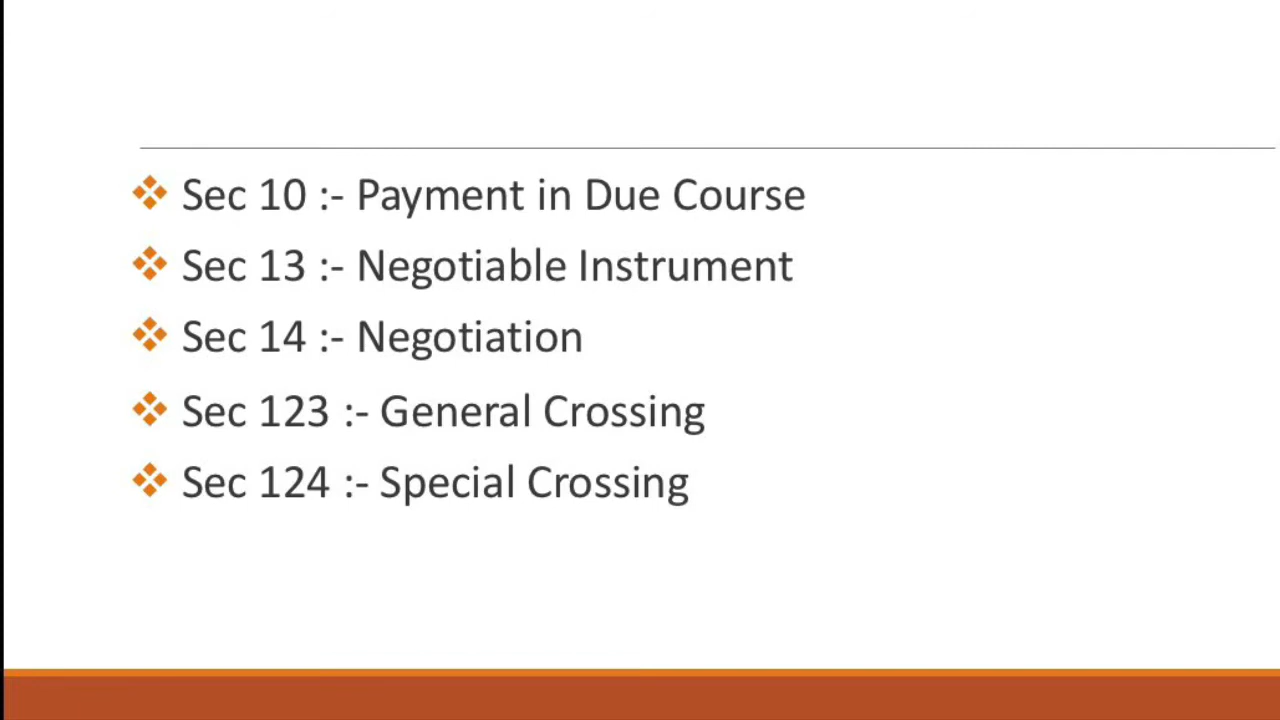 Sec 10 :- Payment in Due Course
Sec 13 :- Negotiable Instrument
Sec 14 :- Negotiation
Sec 123 :- General Crossing
Sec 124 :- Special Crossing